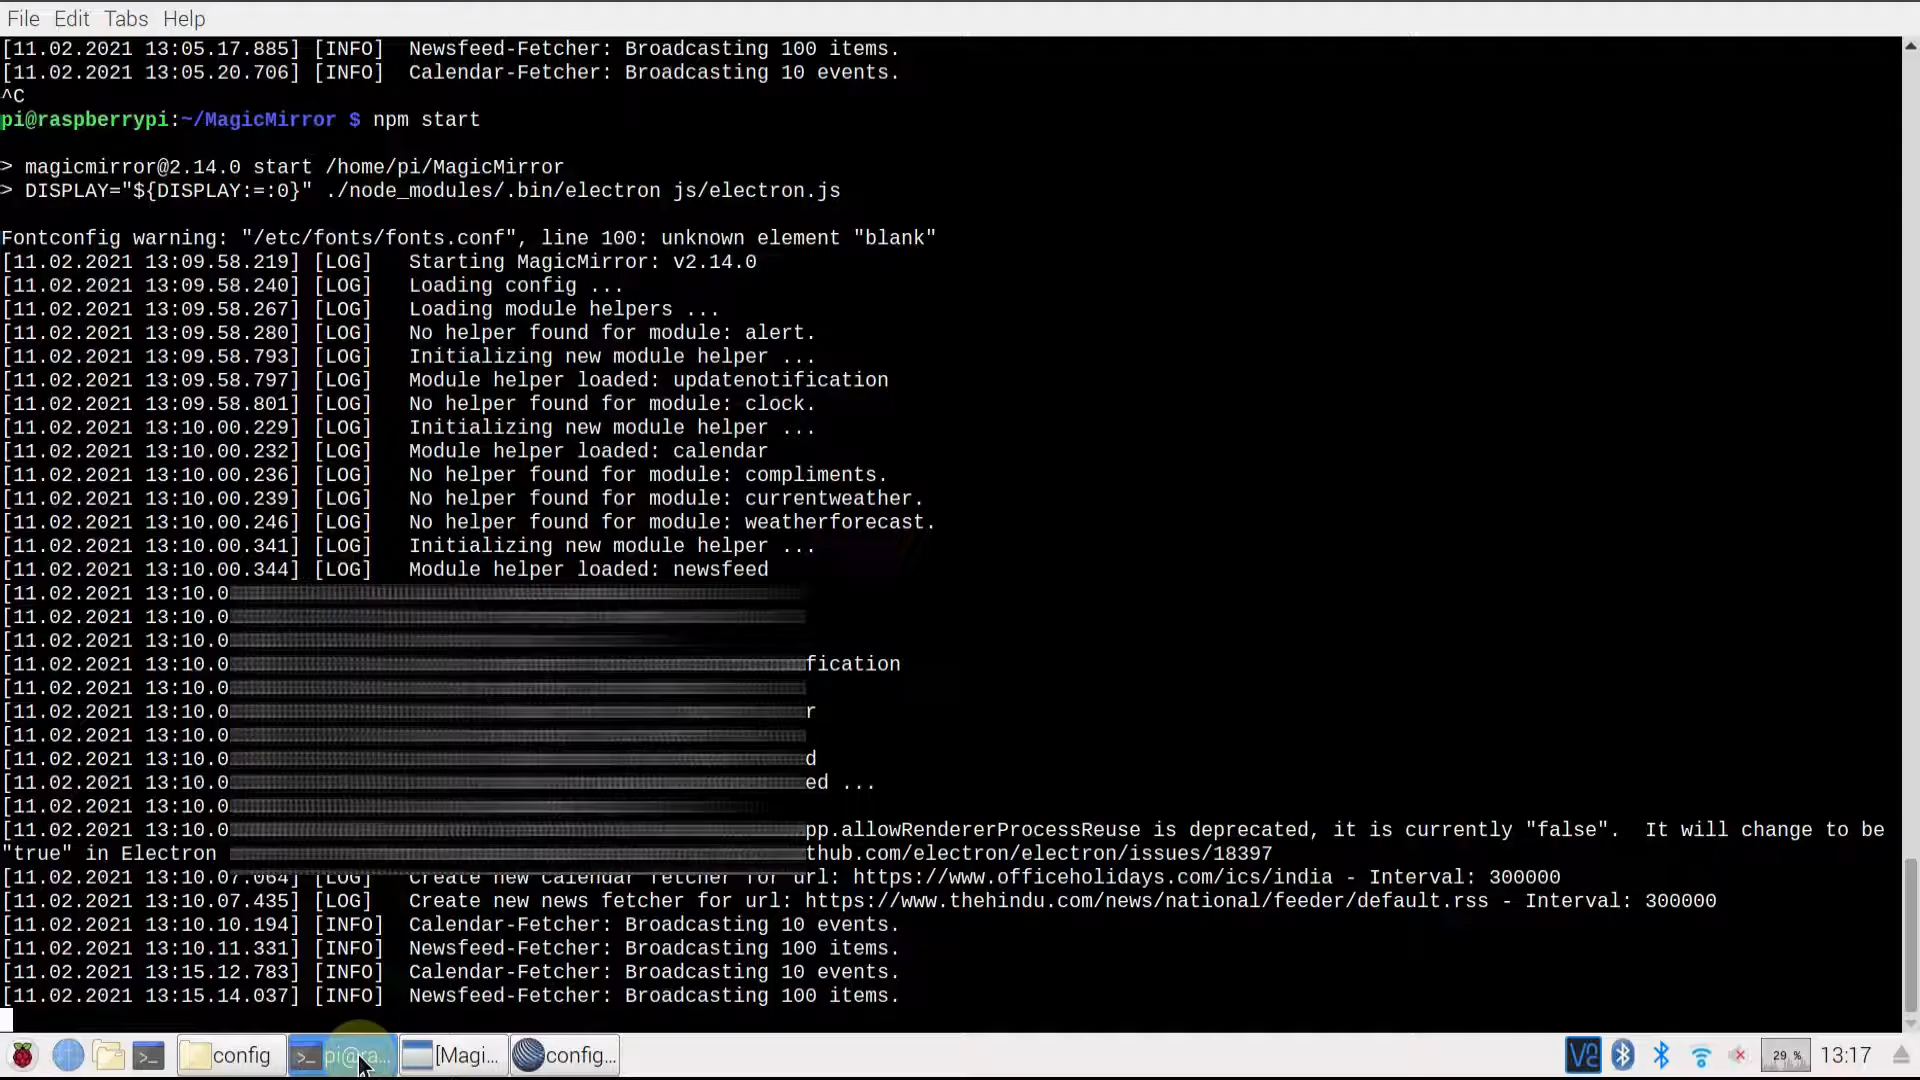 File Edit Tabs Help
[11.02.2021 13:05.17.885] [INFO]  Newsfeed-Fetcher: Broadcasting 100 items.
[11.02.2021 13:05.20.706] [INFO]  Calendar-Fetcher: Broadcasting 10 events.
^C
pi@raspberrypi:~/MagicMirror $ npm start
> magicmirror@2.14.0 start /home/pi/MagicMirror
> DISPLAY="${DISPLAY:=:0}" ./node_modules/.bin/electron js/electron.js
Fontconfig warning: "/etc/fonts/fonts.conf", line 100: unknown element "blank"
[11.02.2021 13:09.58.219] [LOG]   Starting MagicMirror: v2.14.0
[11.02.2021 13:09.58.240] [LOG]   Loading config ...
[11.02.2021 13:09.58.267] [LOG]   Loading module helpers ...
[11.02.2021 13:09.58.280] [LOG]   No helper found for module: alert.
[11.02.2021 13:09.58.793] [LOG]   Initializing new module helper ...
[11.02.2021 13:09.58.797] [LOG]   Module helper loaded: updatenotification
[11.02.2021 13:09.58.801] [LOG]   No helper found for module: clock.
[11.02.2021 13:10.00.229] [LOG]   Initializing new module helper ...
[11.02.2021 13:10.00.232] [LOG]   Module helper loaded: calendar
[11.02.2021 13:10.00.236] [LOG]   No helper found for module: compliments.
[11.02.2021 13:10.00.239] [LOG]   No helper found for module: currentweather.
[11.02.2021 13:10.00.246] [LOG]   No helper found for module: weatherforecast.
[11.02.2021 13:10.00.341] [LOG]   Initializing new module helper ...
[11.02.2021 13:10.00.344] [LOG]   Module helper loaded: newsfeed
[11.02.2021 13:10.0
[11.02.2021 13:10.0
[11.02.2021 13:10.0
[11.02.2021 13:10.0 fication
[11.02.2021 13:10.0
[11.02.2021 13:10.0 r
[11.02.2021 13:10.0
[11.02.2021 13:10.0 d
[11.02.2021 13:10.0 ed ...
[11.02.2021 13:10.0
[11.02.2021 13:10.0 pp.allowRendererProcessReuse is deprecated, it is currently "false".  It will change to be
"true" in Electron thub.com/electron/electron/issues/18397
[11.02.2021 13:10.07.064] [LOG]   Create new calendar fetcher for url: https://www.officeholidays.com/ics/india - Interval: 300000
[11.02.2021 13:10.07.435] [LOG]   Create new news fetcher for url: https://www.thehindu.com/news/national/feeder/default.rss - Interval: 300000
[11.02.2021 13:10.10.194] [INFO]  Calendar-Fetcher: Broadcasting 10 events.
[11.02.2021 13:10.11.331] [INFO]  Newsfeed-Fetcher: Broadcasting 100 items.
[11.02.2021 13:15.12.783] [INFO]  Calendar-Fetcher: Broadcasting 10 events.
[11.02.2021 13:15.14.037] [INFO]  Newsfeed-Fetcher: Broadcasting 100 items.
config pi@ra... [Magi... config... 29 % 13:17